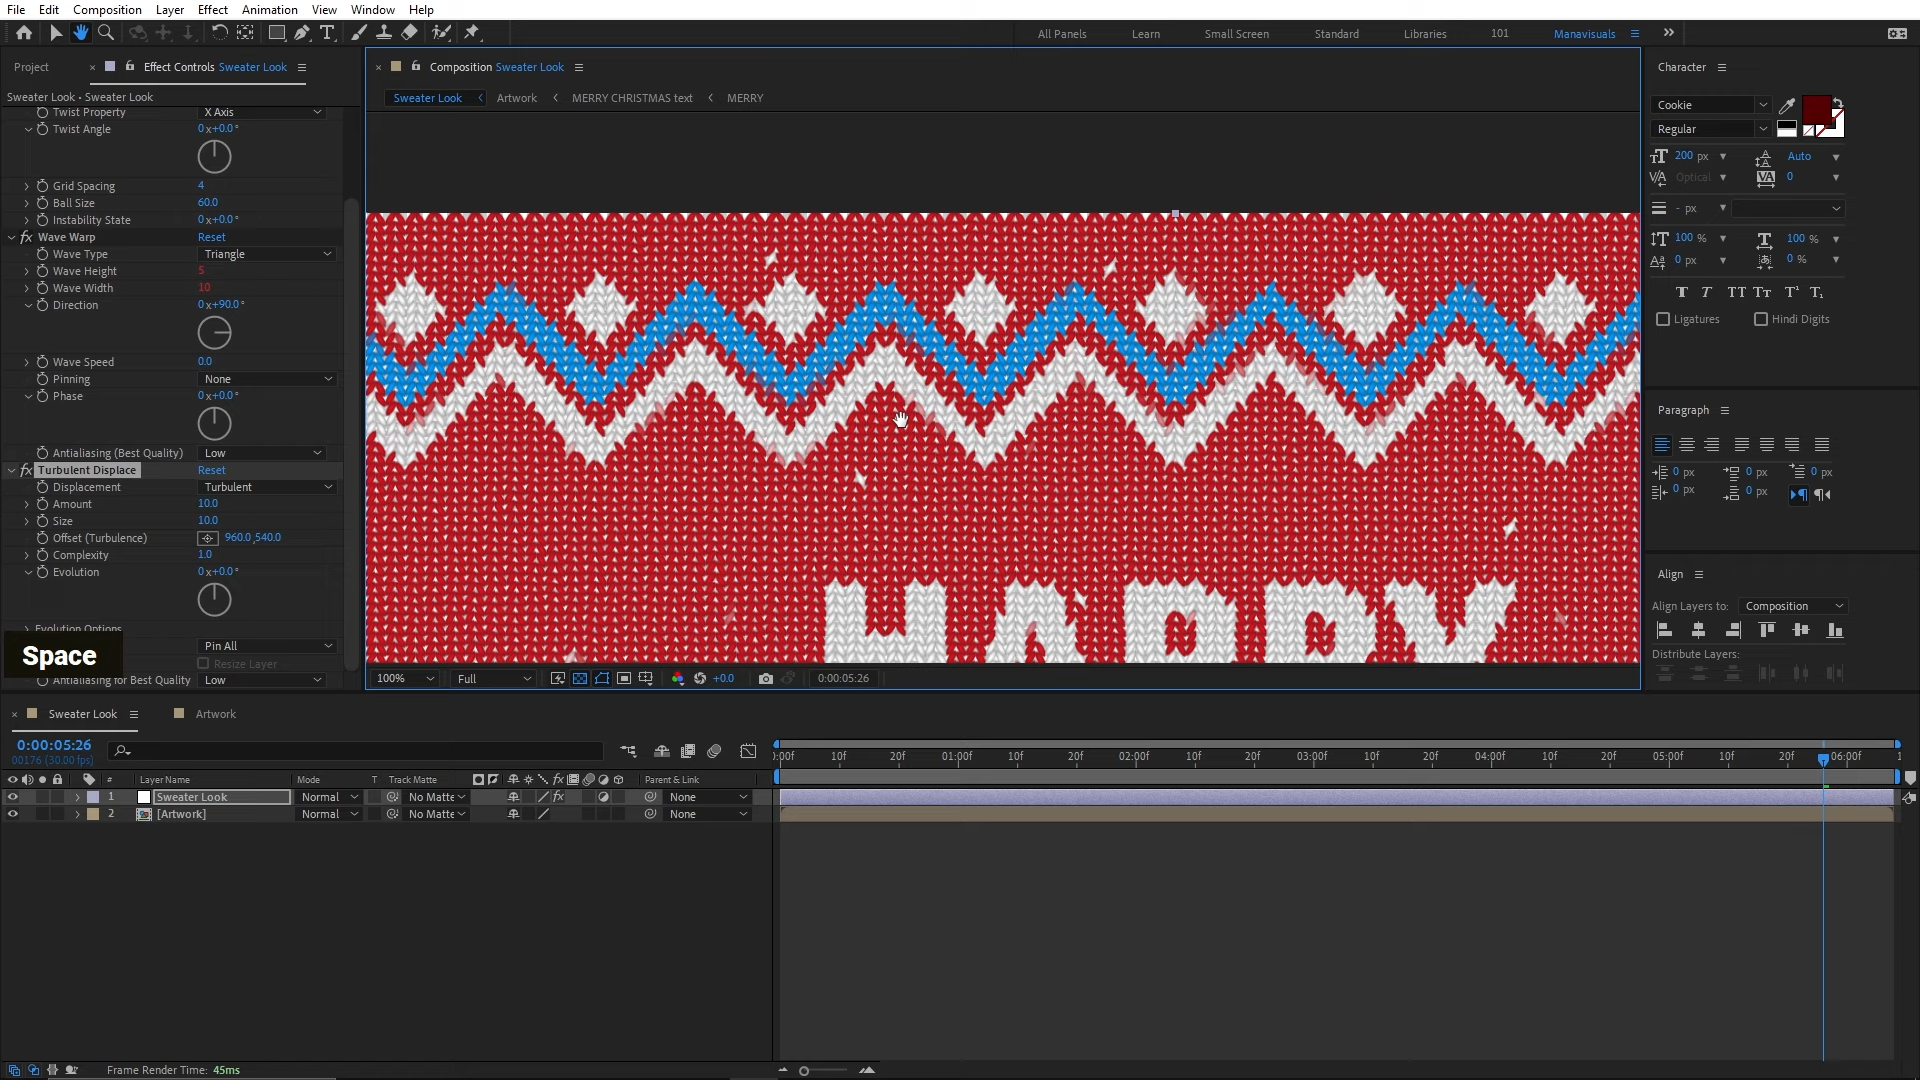 File Edit Composition Layer Effect Animation View Window Help
All Panels Learn Small Screen Standard Libraries 101 Manavisuals
Project Effect Controls Sweater Look
Sweater Look • Sweater Look
Twist Property X Axis
Twist Angle 0x+0.0°
Grid Spacing 4
Ball Size 60.0
Instability State 0x+0.0°
fx Wave Warp Reset
Wave Type Triangle
Wave Height 5
Wave Width 10
Direction 0x+90.0°
Wave Speed 0.0
Pinning None
Phase 0x+0.0°
Antialiasing (Best Quality) Low
fx Turbulent Displace Reset
Displacement Turbulent
Amount 10.0
Size 10.0
Offset (Turbulence) 960.0,540.0
Complexity 1.0
Evolution 0x+0.0°
Evolution Options
Pin All
Resize Layer
Antialiasing for Best Quality Low
Space
Composition Sweater Look
Sweater Look Artwork MERRY CHRISTMAS text MERRY
HAPPY
100% Full +0.0 0:00:05:26
Character
Cookie
Regular
200 px Auto
Optical 0
- px
100 % 100 %
0 px 0 %
T T TT Tt T¹ T₁
Ligatures Hindi Digits
Paragraph
0 px 0 px 0 px
0 px 0 px
Align
Align Layers to: Composition
Distribute Layers:
Sweater Look Artwork
0:00:05:26
00176 (30.00 fps)
:00f 10f 20f 01:00f 10f 20f 02:00f 10f 20f 03:00f 10f 20f 04:00f 10f 20f 05:00f 10f 20f 06:00f 1
# Layer Name Mode T Track Matte fx Parent & Link
1 Sweater Look Normal No Matte fx None
2 [Artwork] Normal No Matte None
Frame Render Time: 45ms